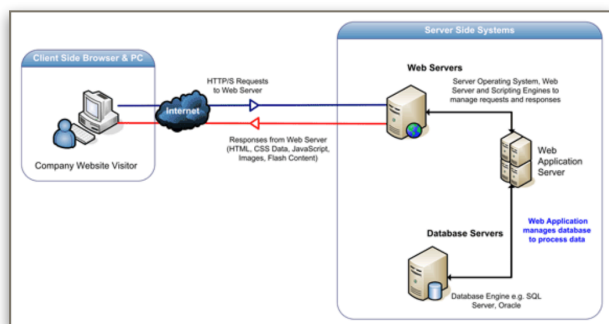 Server Side Systems
Client Side Browser & PC
HTTP/S Requests
to Web Server
Internet
Company Website Visitor
Responses from Web Server
(HTML, CSS Data, JavaScript,
Images, Flash Content)
Web Servers
Server Operating System, Web
Server and Scripting Engines to
manage requests and responses
Web
Application
Server
Web Application
manages database
to process data
Database Servers
Database Engine e.g. SQL
Server, Oracle